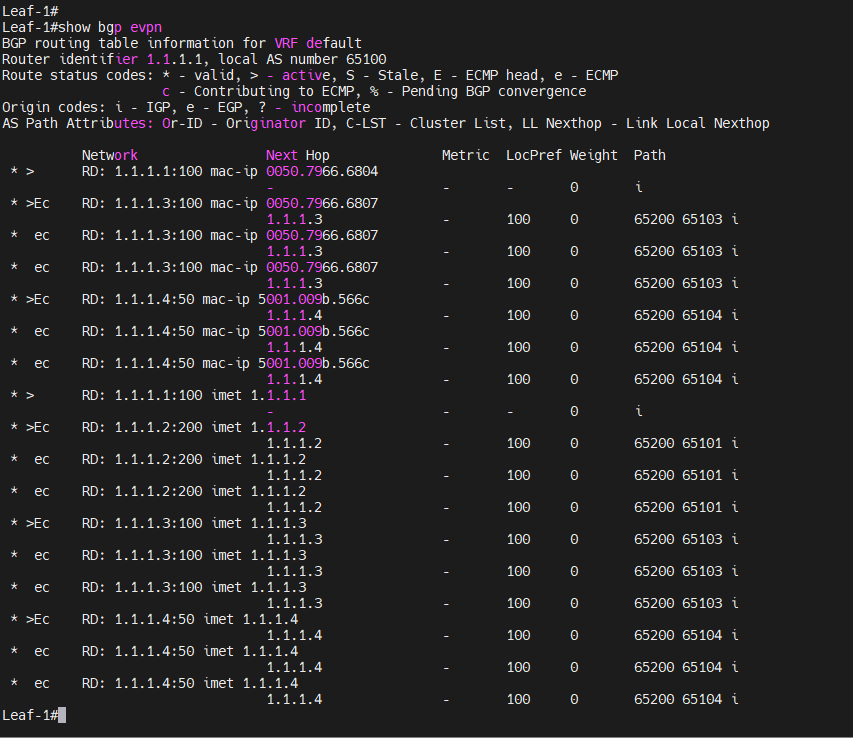 Leaf-1#
Leaf-1#show bgp evpn
BGP routing table information for VRF default
Router identifier 1.1.1.1, local AS number 65100
Route status codes: * - valid, > - active, S - Stale, E - ECMP head, e - ECMP
                    c - Contributing to ECMP, % - Pending BGP convergence
Origin codes: i - IGP, e - EGP, ? - incomplete
AS Path Attributes: Or-ID - Originator ID, C-LST - Cluster List, LL Nexthop - Link Local Nexthop

          Network                Next Hop              Metric  LocPref Weight  Path
 * >      RD: 1.1.1.1:100 mac-ip 0050.7966.6804
                                 -                     -       -       0       i
 * >Ec    RD: 1.1.1.3:100 mac-ip 0050.7966.6807
                                 1.1.1.3               -       100     0       65200 65103 i
 *  ec    RD: 1.1.1.3:100 mac-ip 0050.7966.6807
                                 1.1.1.3               -       100     0       65200 65103 i
 *  ec    RD: 1.1.1.3:100 mac-ip 0050.7966.6807
                                 1.1.1.3               -       100     0       65200 65103 i
 * >Ec    RD: 1.1.1.4:50 mac-ip 5001.009b.566c
                                 1.1.1.4               -       100     0       65200 65104 i
 *  ec    RD: 1.1.1.4:50 mac-ip 5001.009b.566c
                                 1.1.1.4               -       100     0       65200 65104 i
 *  ec    RD: 1.1.1.4:50 mac-ip 5001.009b.566c
                                 1.1.1.4               -       100     0       65200 65104 i
 * >      RD: 1.1.1.1:100 imet 1.1.1.1
                                 -                     -       -       0       i
 * >Ec    RD: 1.1.1.2:200 imet 1.1.1.2
                                 1.1.1.2               -       100     0       65200 65101 i
 *  ec    RD: 1.1.1.2:200 imet 1.1.1.2
                                 1.1.1.2               -       100     0       65200 65101 i
 *  ec    RD: 1.1.1.2:200 imet 1.1.1.2
                                 1.1.1.2               -       100     0       65200 65101 i
 * >Ec    RD: 1.1.1.3:100 imet 1.1.1.3
                                 1.1.1.3               -       100     0       65200 65103 i
 *  ec    RD: 1.1.1.3:100 imet 1.1.1.3
                                 1.1.1.3               -       100     0       65200 65103 i
 *  ec    RD: 1.1.1.3:100 imet 1.1.1.3
                                 1.1.1.3               -       100     0       65200 65103 i
 * >Ec    RD: 1.1.1.4:50 imet 1.1.1.4
                                 1.1.1.4               -       100     0       65200 65104 i
 *  ec    RD: 1.1.1.4:50 imet 1.1.1.4
                                 1.1.1.4               -       100     0       65200 65104 i
 *  ec    RD: 1.1.1.4:50 imet 1.1.1.4
                                 1.1.1.4               -       100     0       65200 65104 i
Leaf-1#